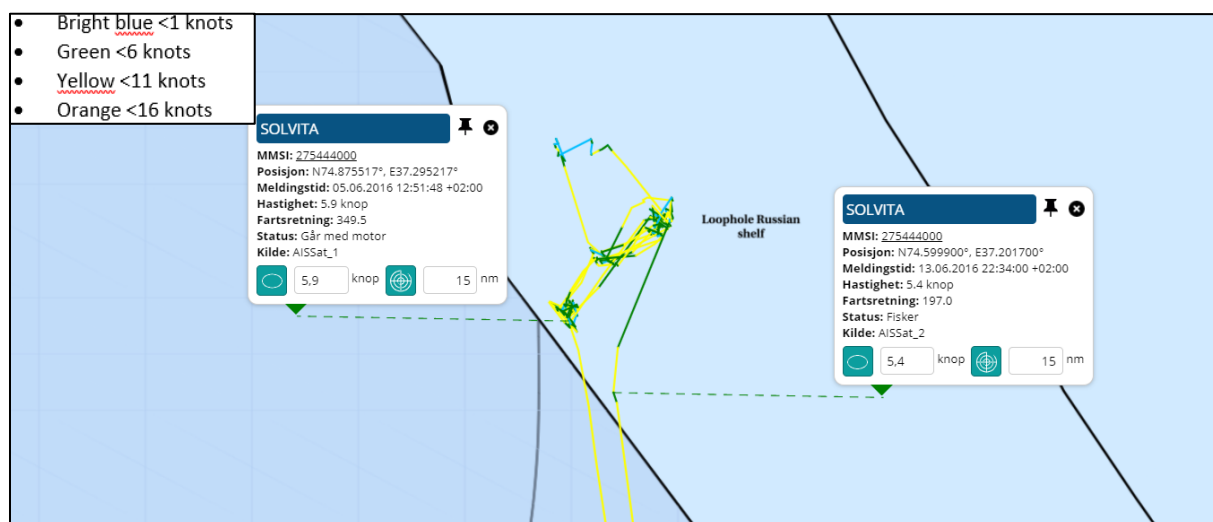 • Bright blue <1 knots
• Green <6 knots
• Yellow <11 knots
• Orange <16 knots
SOLVITA
MMSI: 275444000
Posisjon: N74.875517°, E37.295217°
Meldingstid: 05.06.2016 12:51:48 +02:00
Hastighet: 5.9 knop
Fartsretning: 349.5
Status: Går med motor
Kilde: AISSat_1
5,9 knop 15 nm
Loophole Russian
shelf
SOLVITA
MMSI: 275444000
Posisjon: N74.599900°, E37.201700°
Meldingstid: 13.06.2016 22:34:00 +02:00
Hastighet: 5.4 knop
Fartsretning: 197.0
Status: Fisker
Kilde: AISSat_2
5,4 knop 15 nm